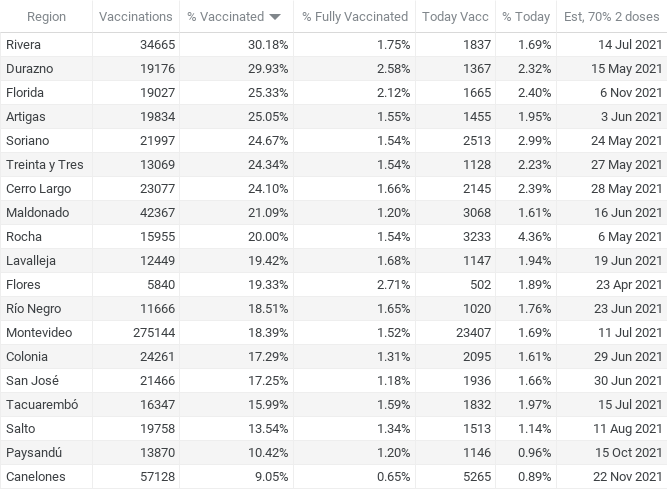 Region Vaccinations % Vaccinated % Fully Vaccinated Today Vacc % Today Est, 70% 2 doses
Rivera 34665 30.18% 1.75% 1837 1.69% 14 Jul 2021
Durazno 19176 29.93% 2.58% 1367 2.32% 15 May 2021
Florida 19027 25.33% 2.12% 1665 2.40% 6 Nov 2021
Artigas 19834 25.05% 1.55% 1455 1.95% 3 Jun 2021
Soriano 21997 24.67% 1.54% 2513 2.99% 24 May 2021
Treinta y Tres 13069 24.34% 1.54% 1128 2.23% 27 May 2021
Cerro Largo 23077 24.10% 1.66% 2145 2.39% 28 May 2021
Maldonado 42367 21.09% 1.20% 3068 1.61% 16 Jun 2021
Rocha 15955 20.00% 1.54% 3233 4.36% 6 May 2021
Lavalleja 12449 19.42% 1.68% 1147 1.94% 19 Jun 2021
Flores 5840 19.33% 2.71% 502 1.89% 23 Apr 2021
Río Negro 11666 18.51% 1.65% 1020 1.76% 23 Jun 2021
Montevideo 275144 18.39% 1.52% 23407 1.69% 11 Jul 2021
Colonia 24261 17.29% 1.31% 2095 1.61% 29 Jun 2021
San José 21466 17.25% 1.18% 1936 1.66% 30 Jun 2021
Tacuarembó 16347 15.99% 1.59% 1832 1.97% 15 Jul 2021
Salto 19758 13.54% 1.34% 1513 1.14% 11 Aug 2021
Paysandú 13870 10.42% 1.20% 1146 0.96% 15 Oct 2021
Canelones 57128 9.05% 0.65% 5265 0.89% 22 Nov 2021